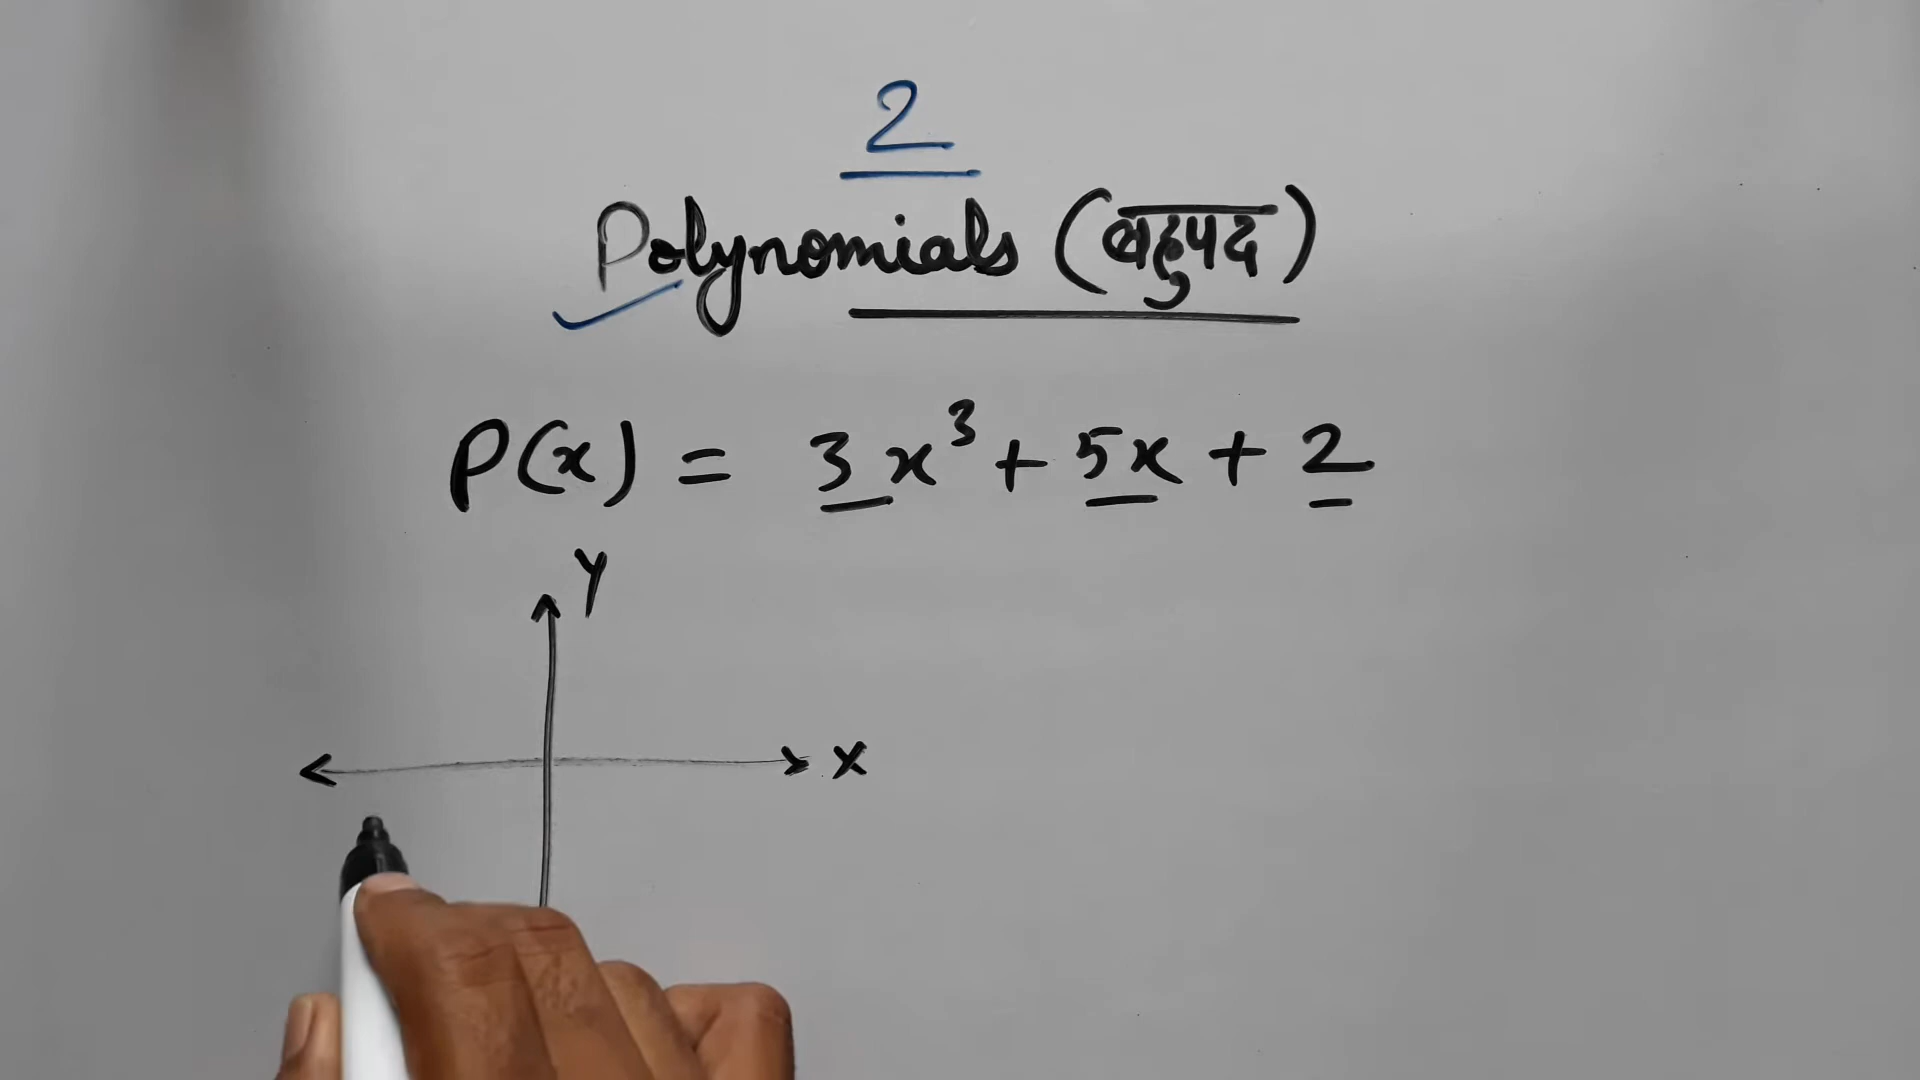 2
Polynomials (बहुपद)
P(x) = 3x³ + 5x + 2
Y
X